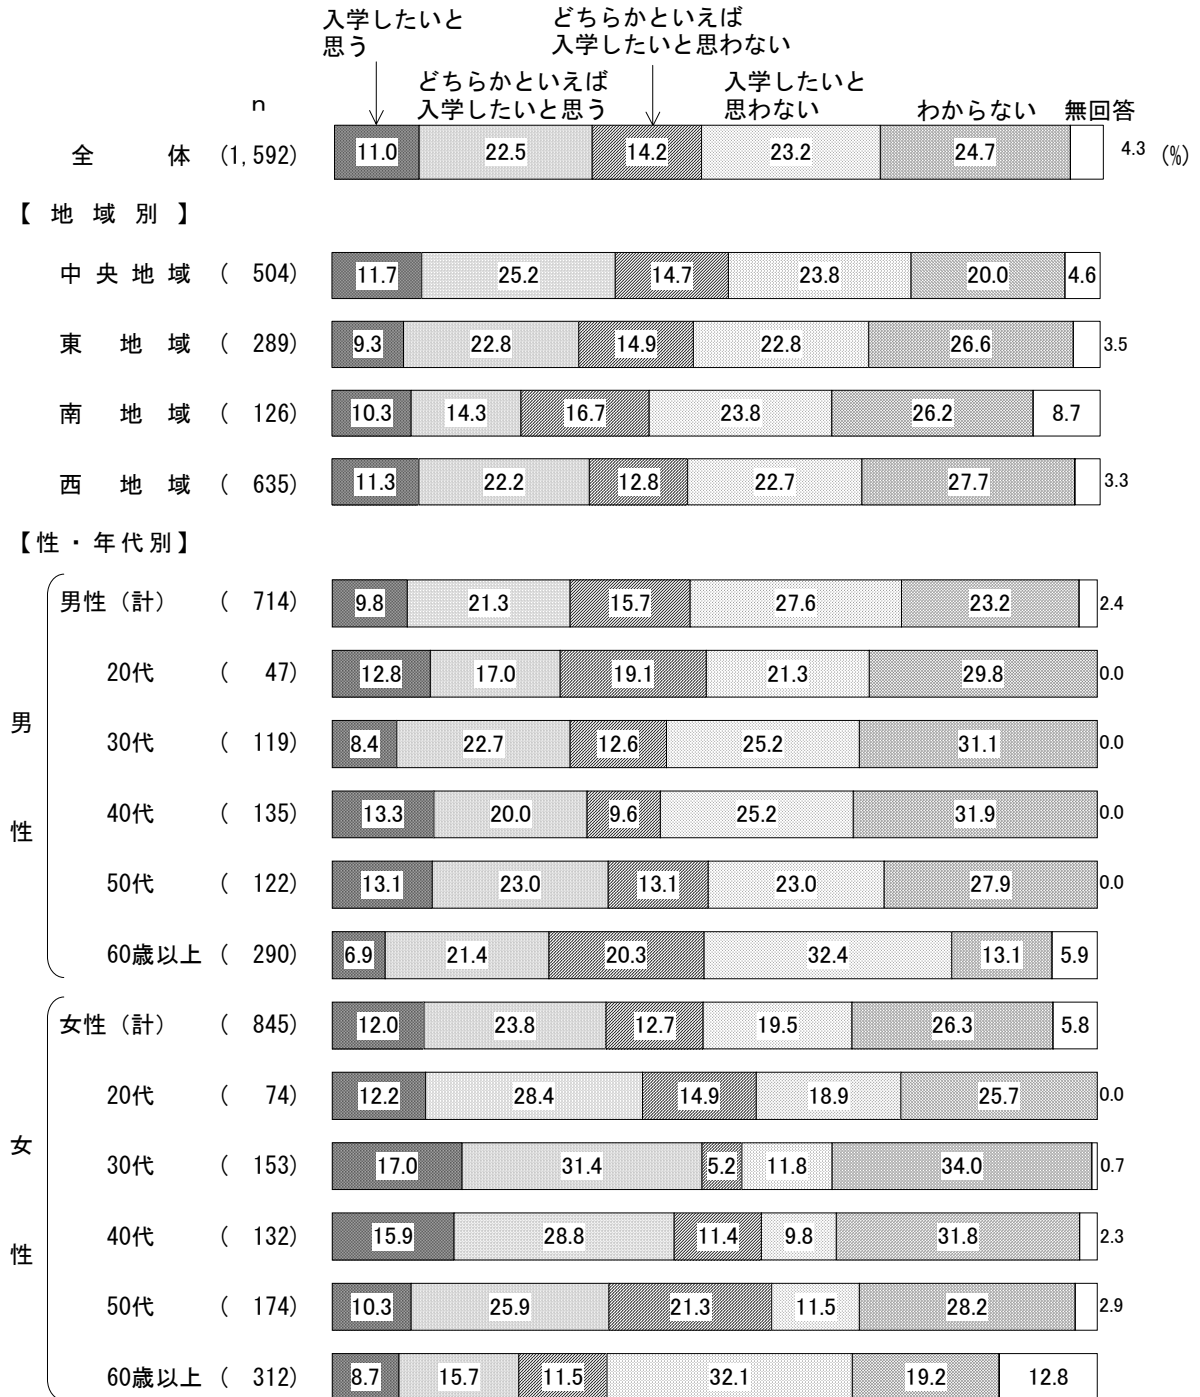 入学したいと
思う
どちらかといえば
入学したいと思わない
どちらかといえば
入学したいと思う
入学したいと
思わない
わからない
無回答
n
全体 (1,592) 11.0 22.5 14.2 23.2 24.7 4.3 (%)
【地域別】
中央地域 ( 504) 11.7 25.2 14.7 23.8 20.0 4.6
東地域 ( 289) 9.3 22.8 14.9 22.8 26.6 3.5
南地域 ( 126) 10.3 14.3 16.7 23.8 26.2 8.7
西地域 ( 635) 11.3 22.2 12.8 22.7 27.7 3.3
【性・年代別】
男性
男性(計) ( 714) 9.8 21.3 15.7 27.6 23.2 2.4
20代 ( 47) 12.8 17.0 19.1 21.3 29.8 0.0
30代 ( 119) 8.4 22.7 12.6 25.2 31.1 0.0
40代 ( 135) 13.3 20.0 9.6 25.2 31.9 0.0
50代 ( 122) 13.1 23.0 13.1 23.0 27.9 0.0
60歳以上 ( 290) 6.9 21.4 20.3 32.4 13.1 5.9
女性
女性(計) ( 845) 12.0 23.8 12.7 19.5 26.3 5.8
20代 ( 74) 12.2 28.4 14.9 18.9 25.7 0.0
30代 ( 153) 17.0 31.4 5.2 11.8 34.0 0.7
40代 ( 132) 15.9 28.8 11.4 9.8 31.8 2.3
50代 ( 174) 10.3 25.9 21.3 11.5 28.2 2.9
60歳以上 ( 312) 8.7 15.7 11.5 32.1 19.2 12.8